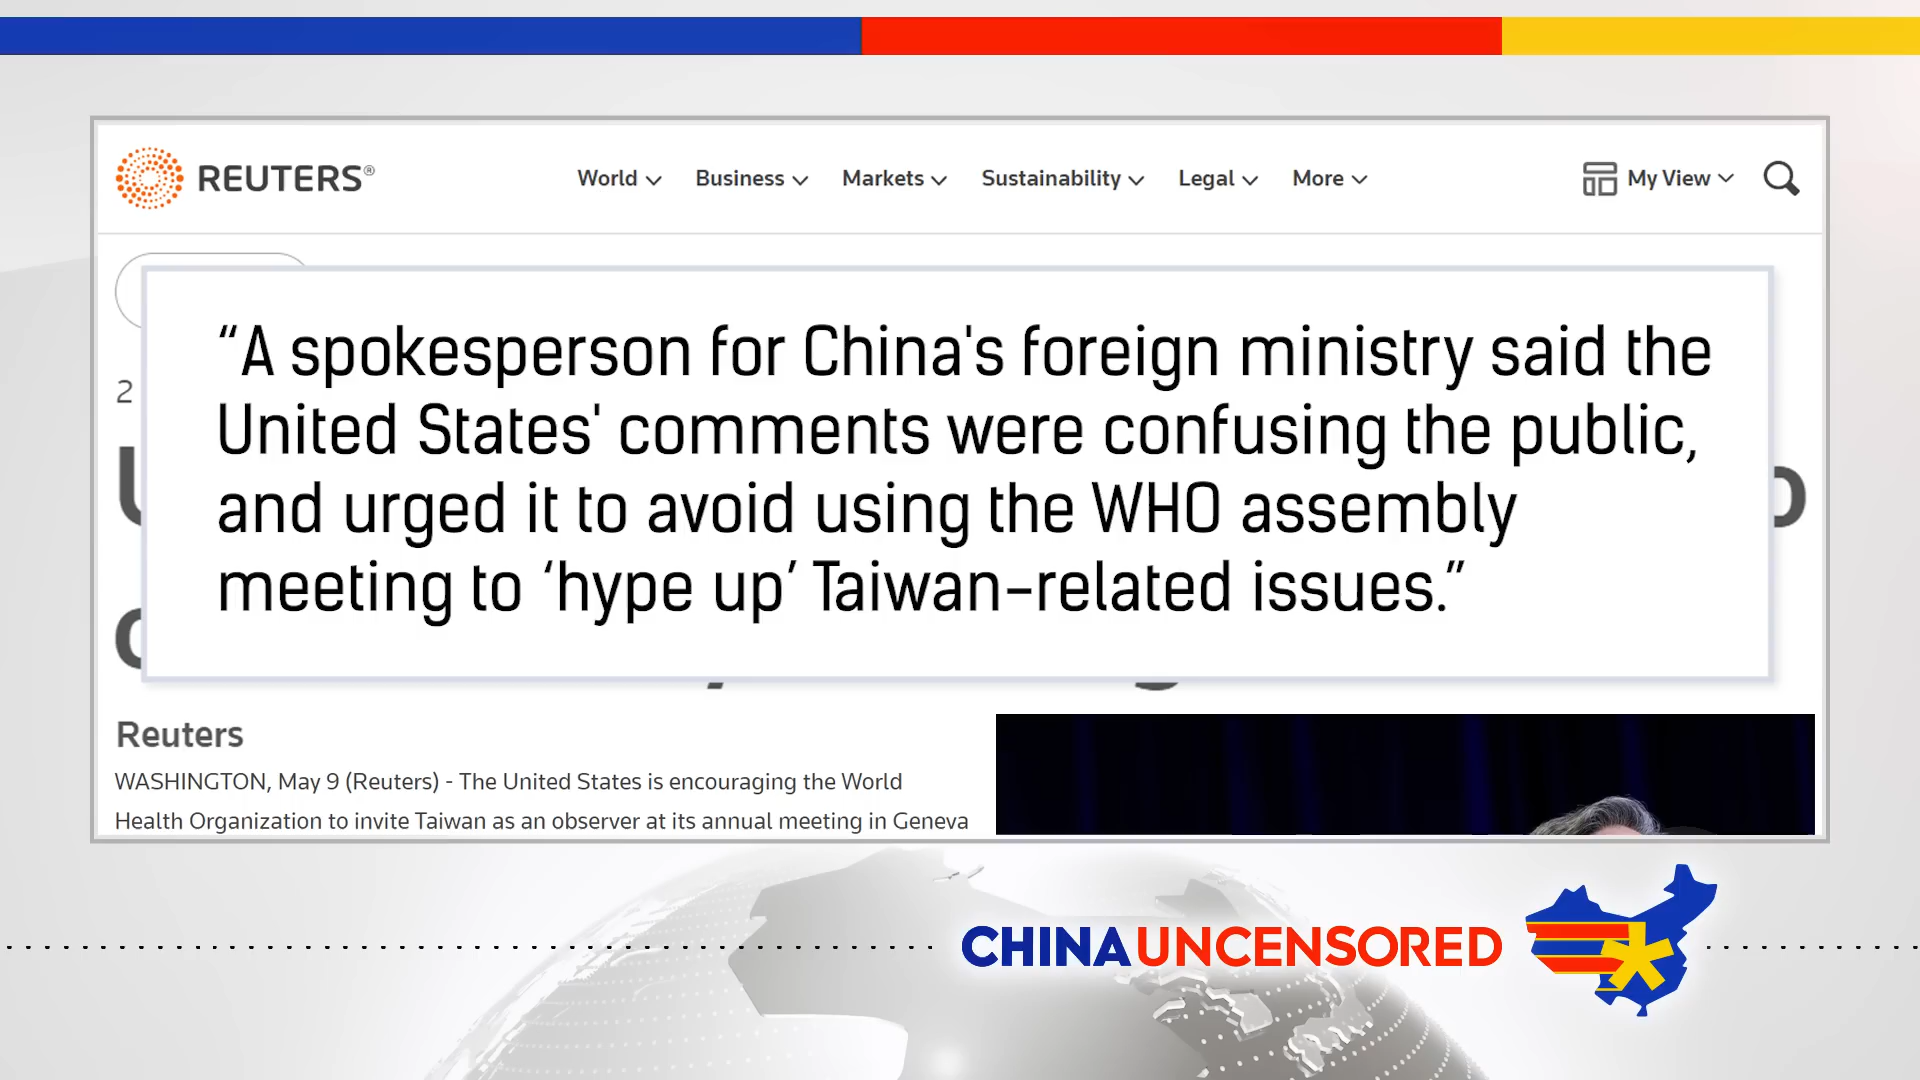 REUTERS®
World Business Markets Sustainability Legal More My View
“A spokesperson for China's foreign ministry said the
United States' comments were confusing the public,
and urged it to avoid using the WHO assembly
meeting to ‘hype up’ Taiwan-related issues.”
2
Reuters
WASHINGTON, May 9 (Reuters) - The United States is encouraging the World
Health Organization to invite Taiwan as an observer at its annual meeting in Geneva
CHINAUNCENSORED